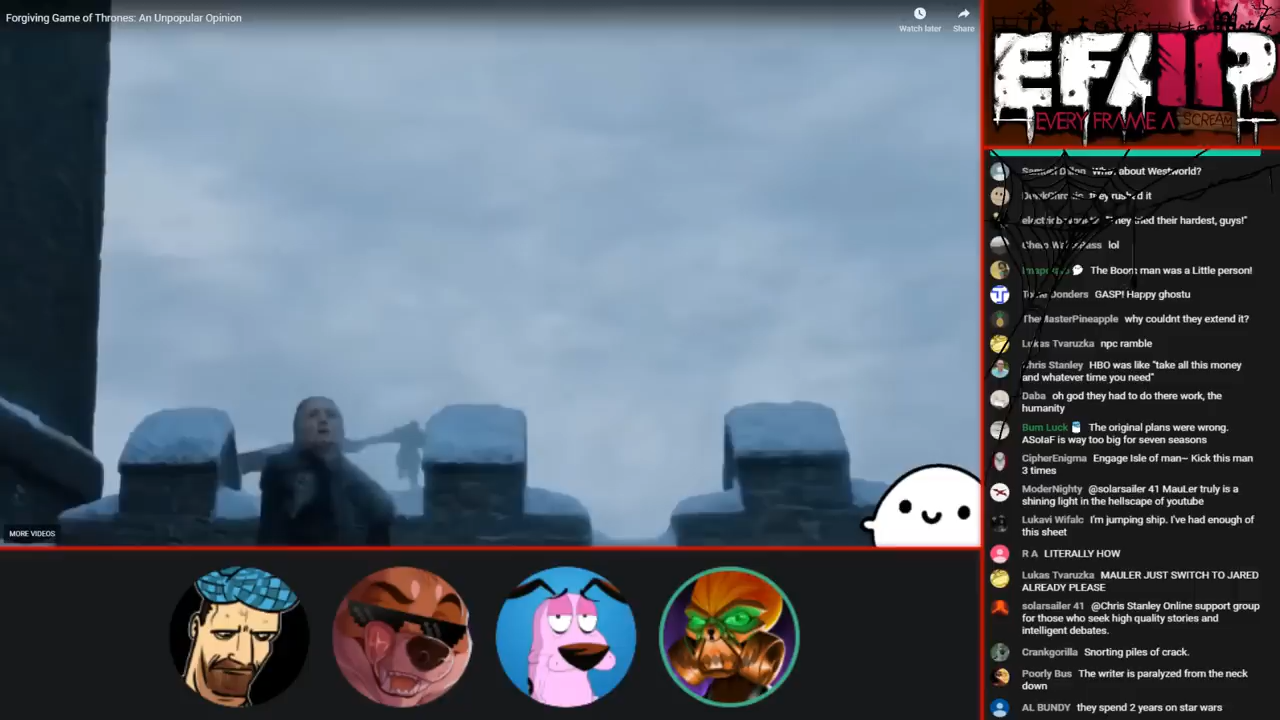 Forgiving Game of Thrones: An Unpopular Opinion
Watch later
Share
MORE VIDEOS
EFAP
EVERY FRAME A SCREAM
What about Westworld?
they rushed it
"They tried their hardest, guys!"
lol
The Boom man was a Little person!
GASP! Happy ghostu
TheMasterPineapple why couldnt they extend it?
Lukas Tvaruzka npc ramble
Chris Stanley HBO was like "take all this money
and whatever time you need"
Daba oh god they had to do there work, the
humanity
Bum Luck The original plans were wrong.
ASoIaF is way too big for seven seasons
CipherEnigma Engage Isle of man~ Kick this man
3 times
ModerNighty @solarsailer 41 MauLer truly is a
shining light in the hellscape of youtube
Lukavi Wifalc I'm jumping ship. I've had enough of
this sheet
R A LITERALLY HOW
Lukas Tvaruzka MAULER JUST SWITCH TO JARED
ALREADY PLEASE
solarsailer 41 @Chris Stanley Online support group
for those who seek high quality stories and
intelligent debates.
Crankgorilla Snorting piles of crack.
Poorly Bus The writer is paralyzed from the neck
down
AL BUNDY they spend 2 years on star wars